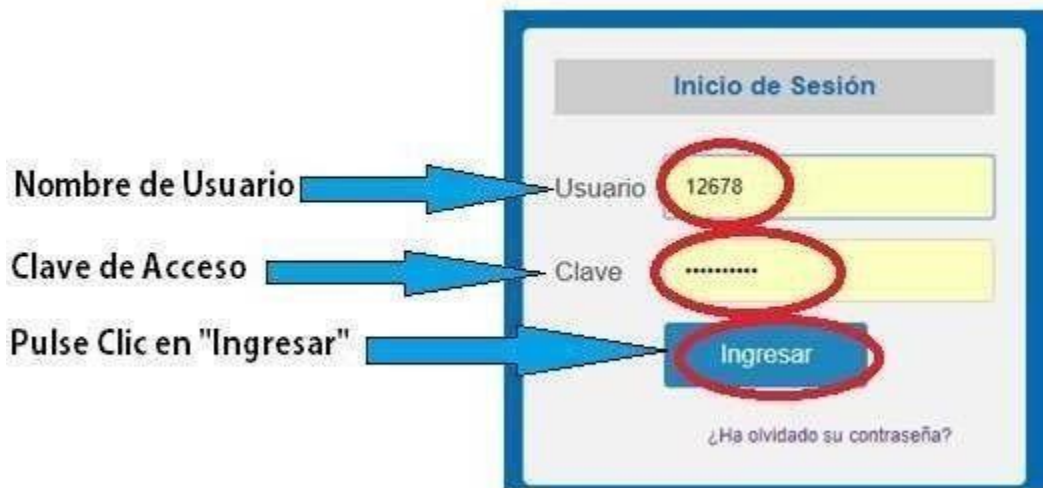 Inicio de Sesión
Nombre de Usuario
Usuario
12678
Clave de Acceso
Clave
••••••••••
Pulse Clic en "Ingresar"
Ingresar
¿Ha olvidado su contraseña?